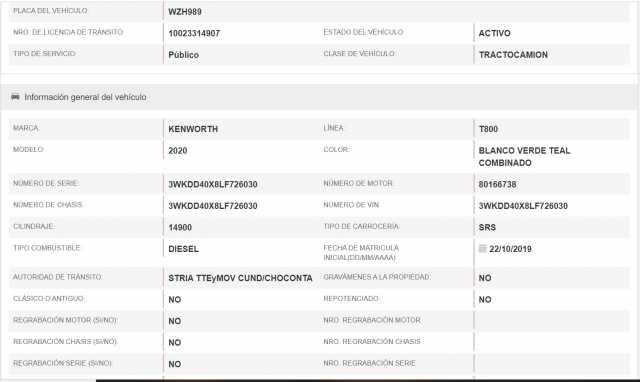 PLACA DEL VEHÍCULO: WZH989
NRO. DE LICENCIA DE TRÁNSITO: 10023314907 ESTADO DEL VEHÍCULO: ACTIVO
TIPO DE SERVICIO: Público CLASE DE VEHÍCULO: TRACTOCAMION
Información general del vehículo
MARCA: KENWORTH LÍNEA: T800
MODELO: 2020 COLOR: BLANCO VERDE TEAL
COMBINADO
NÚMERO DE SERIE: 3WKDD40X8LF726030 NÚMERO DE MOTOR: 80166738
NÚMERO DE CHASIS: 3WKDD40X8LF726030 NÚMERO DE VIN: 3WKDD40X8LF726030
CILINDRAJE: 14900 TIPO DE CARROCERÍA: SRS
TIPO COMBUSTIBLE: DIESEL FECHA DE MATRICULA
INICIAL(DD/MM/AAAA): 22/10/2019
AUTORIDAD DE TRÁNSITO: STRIA TTEyMOV CUND/CHOCONTA GRAVÁMENES A LA PROPIEDAD: NO
CLÁSICO O ANTIGUO: NO REPOTENCIADO: NO
REGRABACIÓN MOTOR (SI/NO): NO NRO. REGRABACIÓN MOTOR
REGRABACIÓN CHASIS (SI/NO): NO NRO. REGRABACIÓN CHASIS
REGRABACIÓN SERIE (SI/NO): NO NRO. REGRABACIÓN SERIE